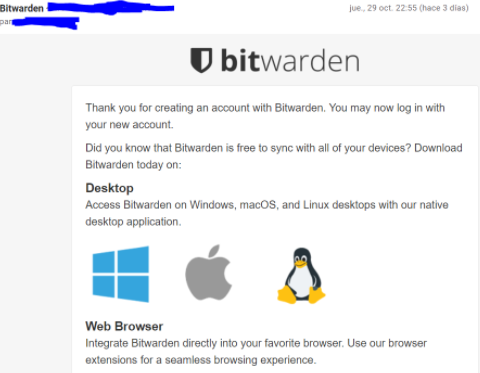 Bitwarden
jue., 29 oct. 22:55 (hace 3 días)
par
bitwarden
Thank you for creating an account with Bitwarden. You may now log in with
your new account.
Did you know that Bitwarden is free to sync with all of your devices? Download
Bitwarden today on:
Desktop
Access Bitwarden on Windows, macOS, and Linux desktops with our native
desktop application.
Web Browser
Integrate Bitwarden directly into your favorite browser. Use our browser
extensions for a seamless browsing experience.